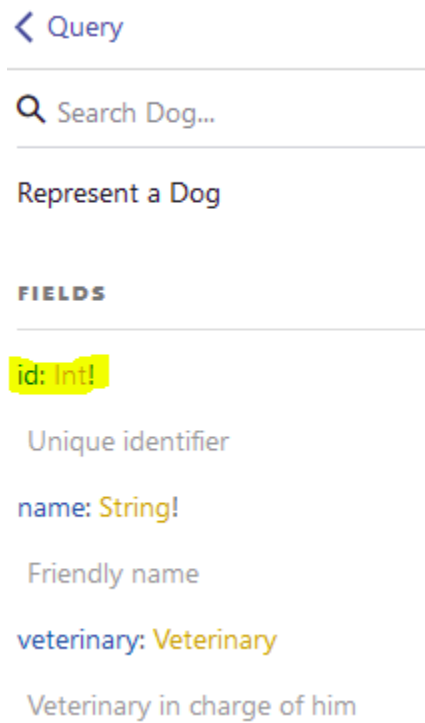 Query
Search Dog...
Represent a Dog
FIELDS
id: Int!
Unique identifier
name: String!
Friendly name
veterinary: Veterinary
Veterinary in charge of him